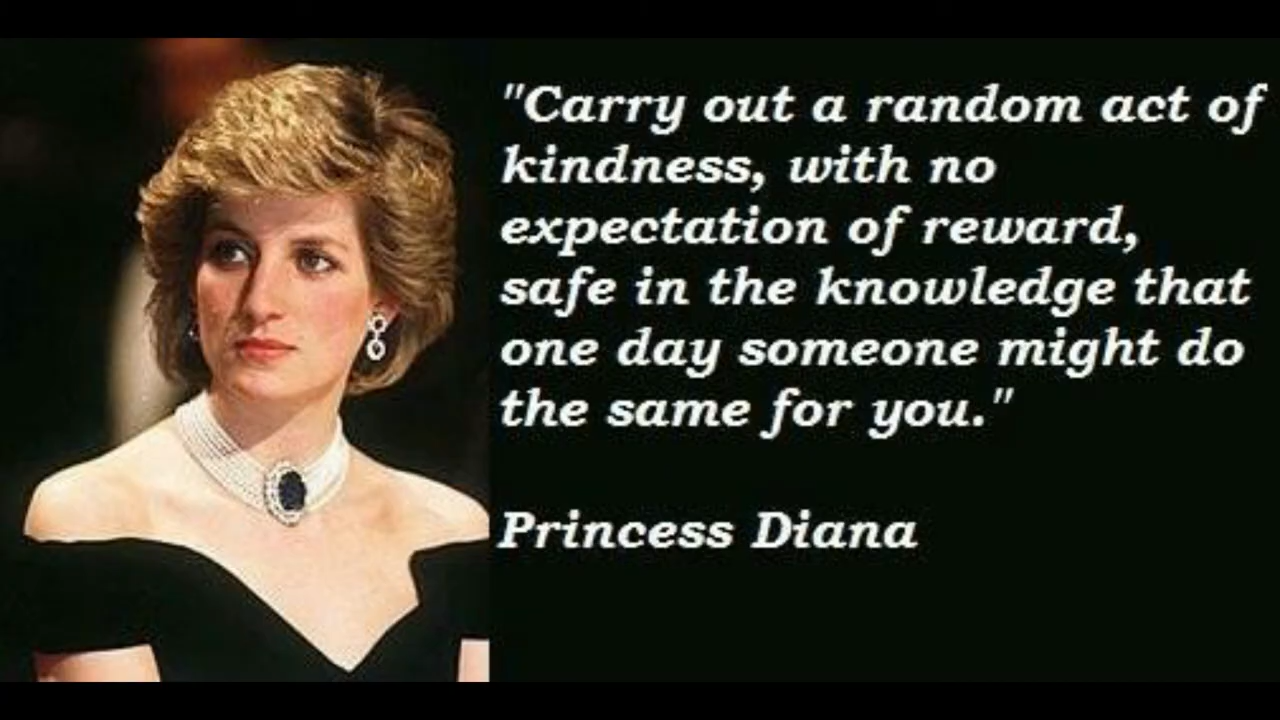 "Carry out a random act of
kindness, with no
expectation of reward,
safe in the knowledge that
one day someone might do
the same for you."
Princess Diana